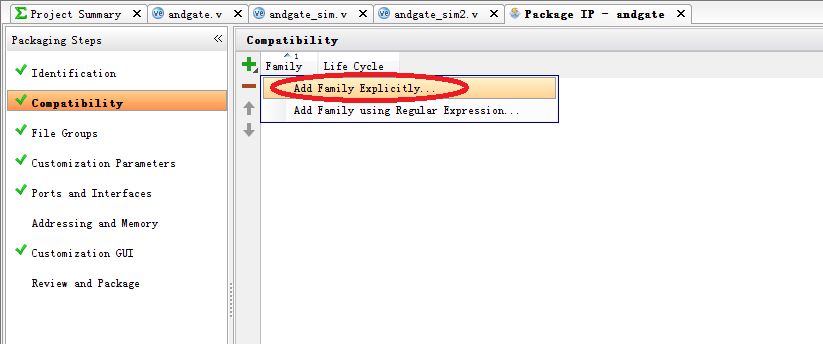 Project Summary
andgate.v
andgate_sim.v
andgate_sim2.v
Package IP - andgate
Packaging Steps
Identification
Compatibility
File Groups
Customization Parameters
Ports and Interfaces
Addressing and Memory
Customization GUI
Review and Package
Compatibility
Family 1 Life Cycle
Add Family Explicitly...
Add Family using Regular Expression...